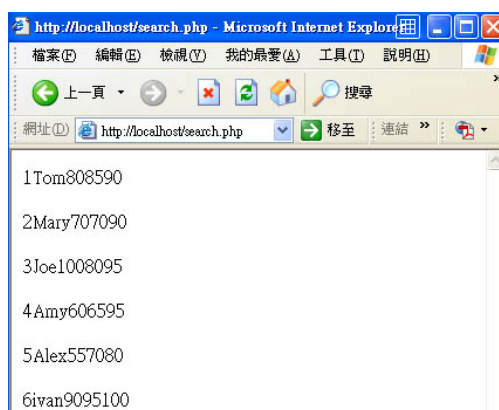 http://localhost/search.php - Microsoft Internet Explore
檔案(F) 編輯(E) 檢視(V) 我的最愛(A) 工具(T) 說明(H)
上一頁 搜尋 »
網址(D) http://localhost/search.php 移至 連結 »
1Tom808590
2Mary707090
3Joe1008095
4Amy606595
5Alex557080
6ivan9095100